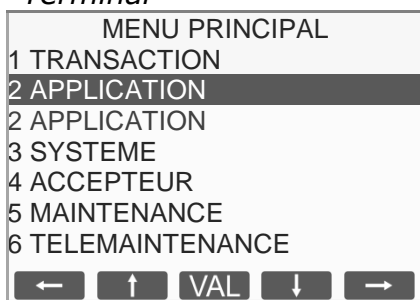 Terminal
MENU PRINCIPAL
1 TRANSACTION
2 APPLICATION
2 APPLICATION
3 SYSTEME
4 ACCEPTEUR
5 MAINTENANCE
6 TELEMAINTENANCE
← ↑ VAL ↓ →